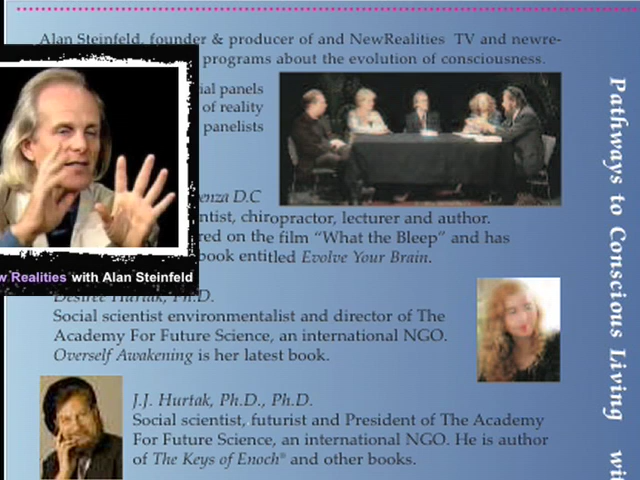 Alan Steinfeld, founder & producer of and NewRealities TV and newre-
programs about the evolution of consciousness.
ial panels
of reality
panelists
enza D.C
ntist, chiropractor, lecturer and author.
red on the film “What the Bleep” and has
book entitled Evolve Your Brain.
w Realities with Alan Steinfeld
Desiree Hurtak, Ph.D.
Social scientist environmentalist and director of The
Academy For Future Science, an international NGO.
Overself Awakening is her latest book.
J.J. Hurtak, Ph.D., Ph.D.
Social scientist, futurist and President of The Academy
For Future Science, an international NGO. He is author
of The Keys of Enoch® and other books.
Pathways to Conscious Living wit